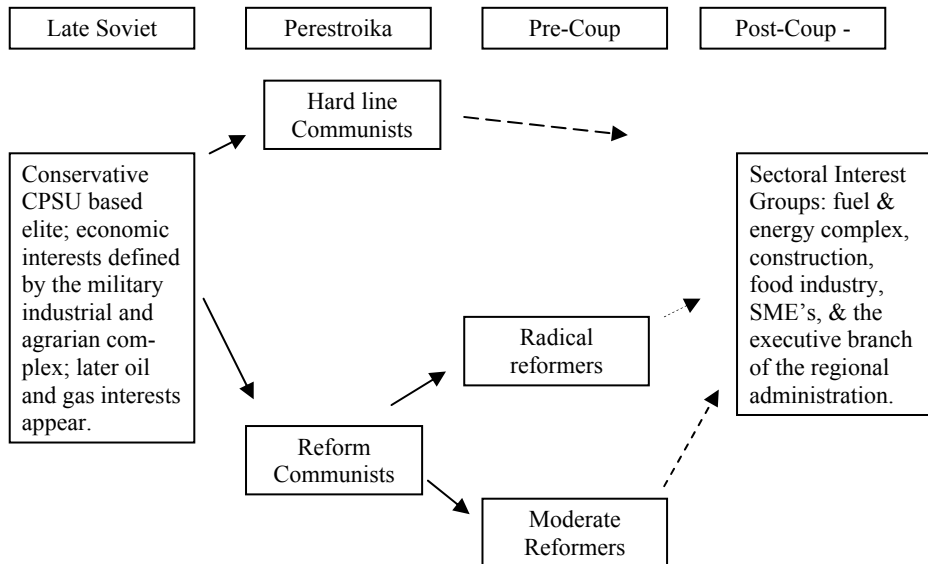 Late Soviet
Perestroika
Pre-Coup
Post-Coup -
Hard line
Communists
Conservative
CPSU based
elite; economic
interests defined
by the military
industrial and
agrarian com-
plex; later oil
and gas interests
appear.
Sectoral Interest
Groups: fuel &
energy complex,
construction,
food industry,
SME's, & the
executive branch
of the regional
administration.
Radical
reformers
Reform
Communists
Moderate
Reformers